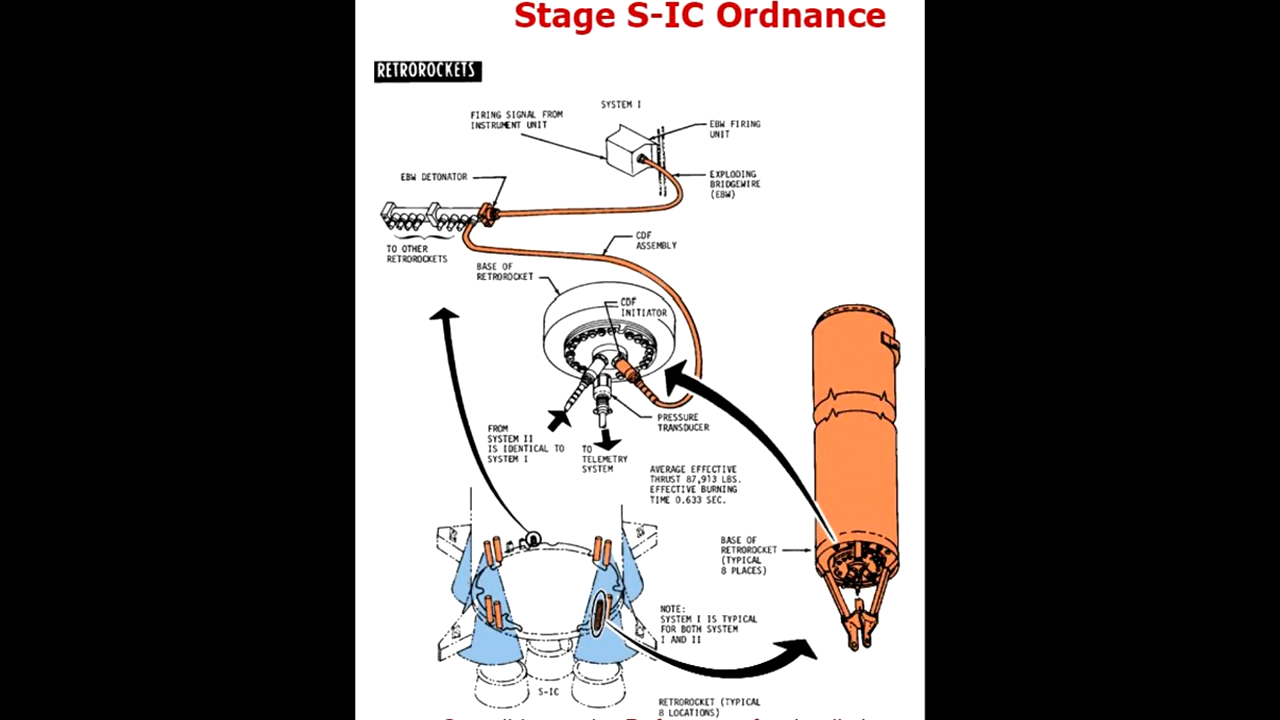 Stage S-IC Ordnance
RETROROCKETS
SYSTEM I
FIRING SIGNAL FROM
INSTRUMENT UNIT
EBW FIRING
UNIT
EBW DETONATOR
EXPLODING
BRIDGEWIRE
(EBW)
TO OTHER
RETROROCKETS
CDF
ASSEMBLY
BASE OF
RETROROCKET
CDF
INITIATOR
PRESSURE
TRANSDUCER
FROM
SYSTEM II
IS IDENTICAL TO
SYSTEM I
TO
TELEMETRY
SYSTEM
AVERAGE EFFECTIVE
THRUST 87,913 LBS.
EFFECTIVE BURNING
TIME 0.633 SEC.
BASE OF
RETROROCKET
(TYPICAL
8 PLACES)
NOTE:
SYSTEM I IS TYPICAL
FOR BOTH SYSTEM
I AND II
S-IC
RETROROCKET (TYPICAL
8 LOCATIONS)